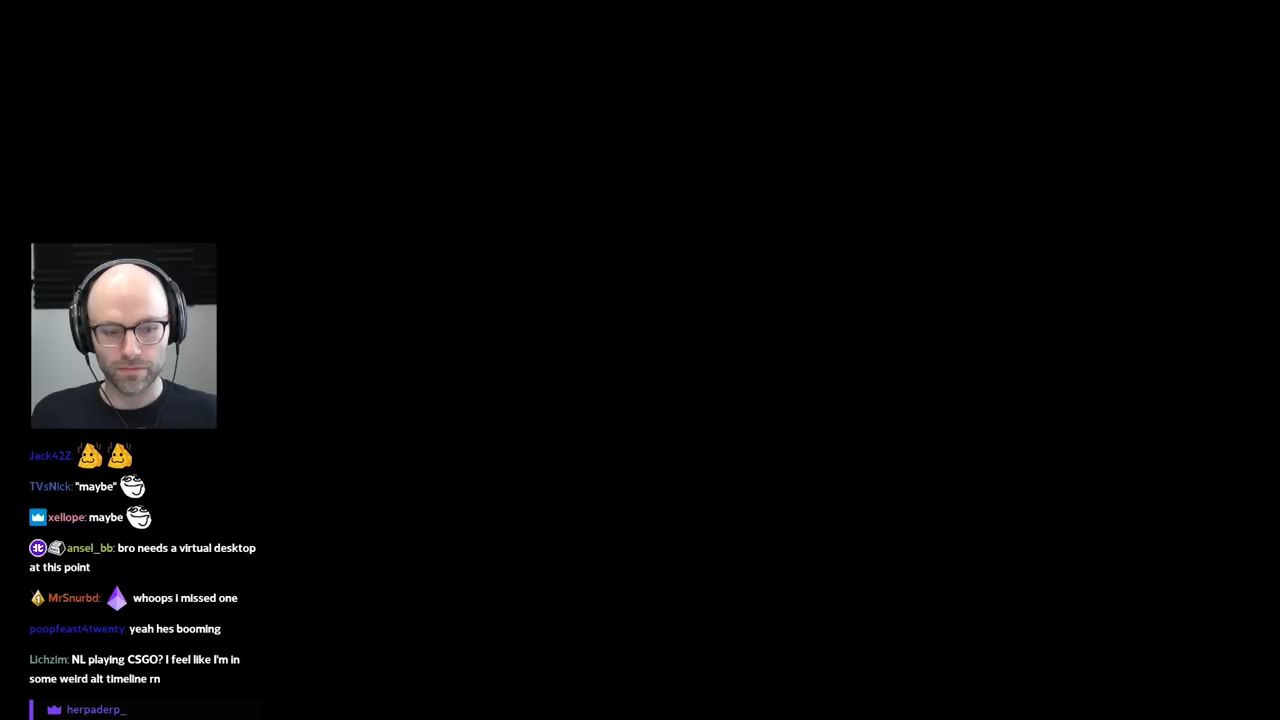 Jack42Z:
TVsNick: "maybe"
xellope: maybe
ansel_bb: bro needs a virtual desktop
at this point
MrSnurbd: whoops i missed one
poopfeast4twenty: yeah hes booming
Lichzim: NL playing CSGO? I feel like I'm in
some weird alt timeline rn
herpaderp_